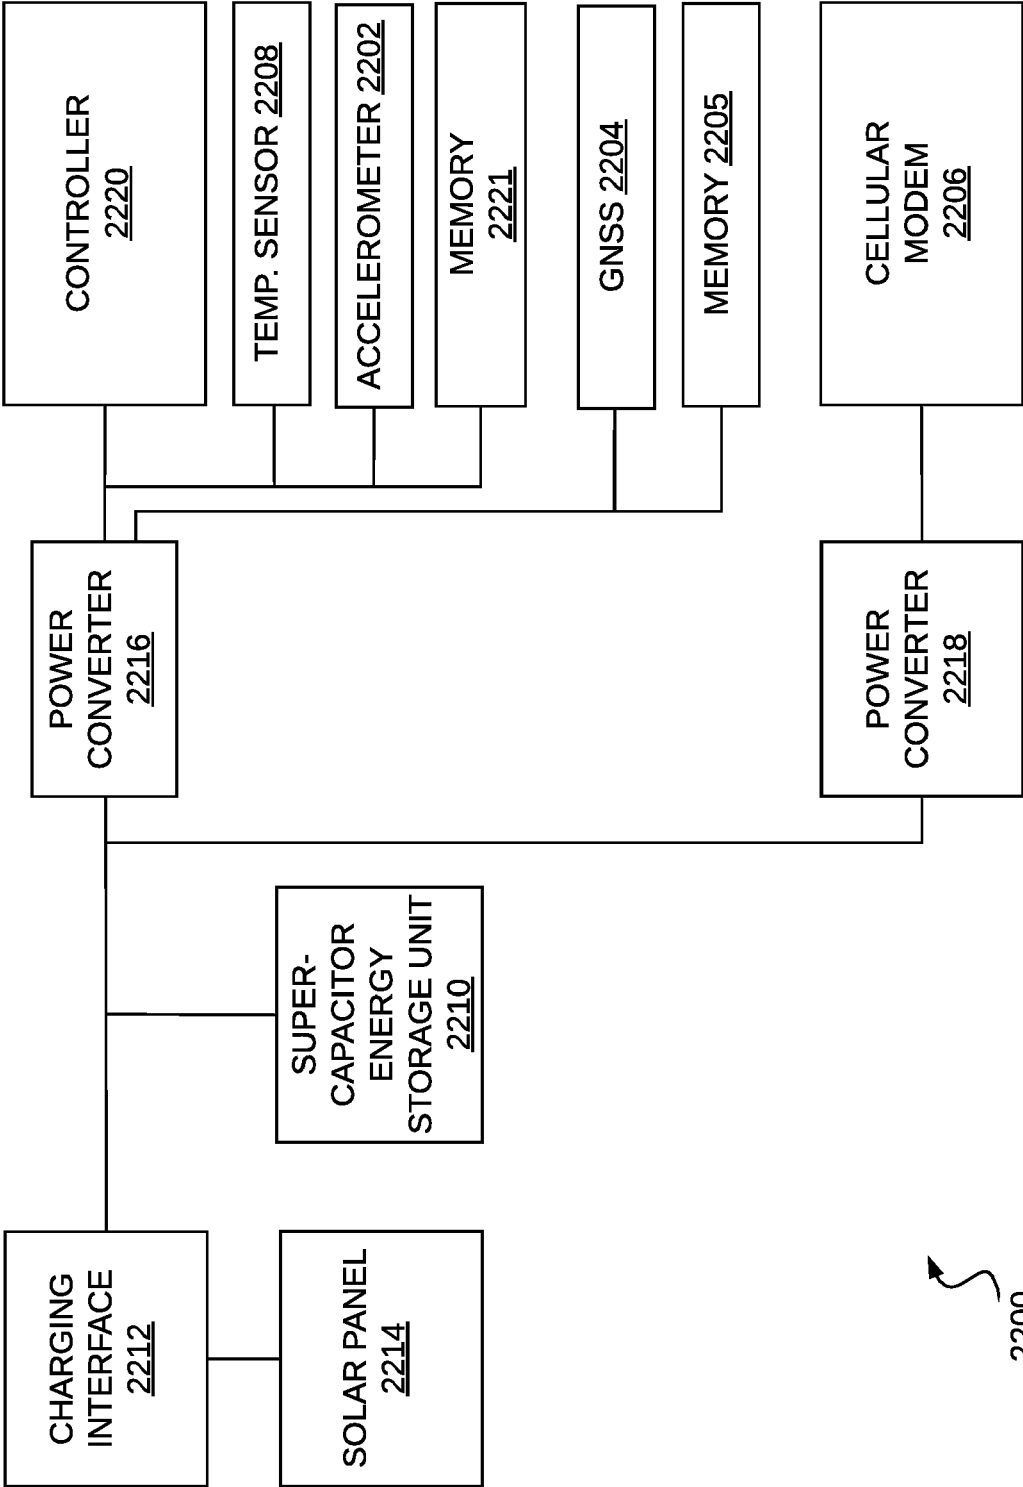 CHARGING
INTERFACE
2212
SOLAR PANEL
2214
SUPER-
CAPACITOR
ENERGY
STORAGE UNIT
2210
POWER
CONVERTER
2216
POWER
CONVERTER
2218
CONTROLLER
2220
TEMP. SENSOR 2208
ACCELEROMETER 2202
MEMORY
2221
GNSS 2204
MEMORY 2205
CELLULAR
MODEM
2206
2200